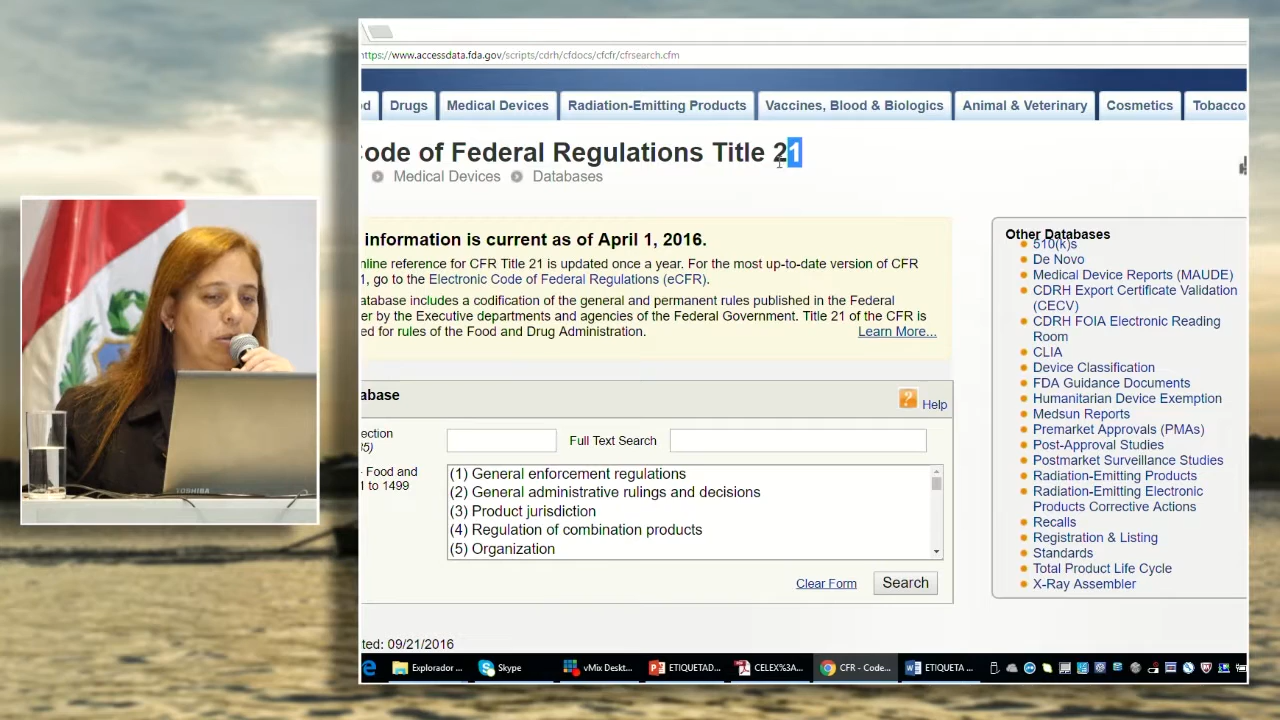 https://www.accessdata.fda.gov/scripts/cdrh/cfdocs/cfcfr/cfrsearch.cfm
d Drugs Medical Devices Radiation-Emitting Products Vaccines, Blood & Biologics Animal & Veterinary Cosmetics Tobacco
Code of Federal Regulations Title 21
Medical Devices Databases
information is current as of April 1, 2016.
nline reference for CFR Title 21 is updated once a year. For the most up-to-date version of CFR
1, go to the Electronic Code of Federal Regulations (eCFR).
atabase includes a codification of the general and permanent rules published in the Federal
er by the Executive departments and agencies of the Federal Government. Title 21 of the CFR is
ed for rules of the Food and Drug Administration.
Learn More...
abase
Help
ection
35)
Full Text Search
- Food and
1 to 1499
(1) General enforcement regulations
(2) General administrative rulings and decisions
(3) Product jurisdiction
(4) Regulation of combination products
(5) Organization
Clear Form Search
ted: 09/21/2016
Other Databases
510(k)s
De Novo
Medical Device Reports (MAUDE)
CDRH Export Certificate Validation
(CECV)
CDRH FOIA Electronic Reading
Room
CLIA
Device Classification
FDA Guidance Documents
Humanitarian Device Exemption
Medsun Reports
Premarket Approvals (PMAs)
Post-Approval Studies
Postmarket Surveillance Studies
Radiation-Emitting Products
Radiation-Emitting Electronic
Products Corrective Actions
Recalls
Registration & Listing
Standards
Total Product Life Cycle
X-Ray Assembler
Explorador ... Skype vMix Deskt... ETIQUETAD... CELEX%3A... CFR - Code... ETIQUETA ...
TOSHIBA